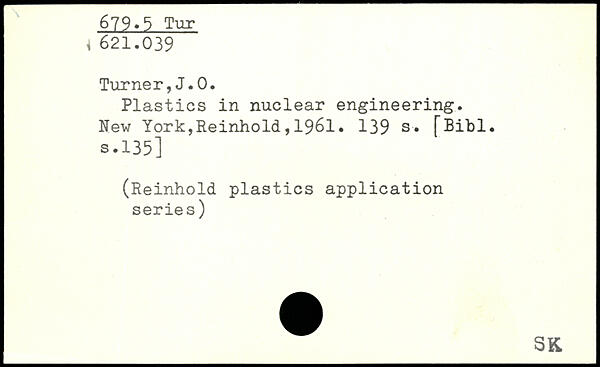 679.5 Tur
621.039
Turner,J.O.
Plastics in nuclear engineering.
New York,Reinhold,1961. 139 s. [Bibl.
s.135]
(Reinhold plastics application
series)
SK